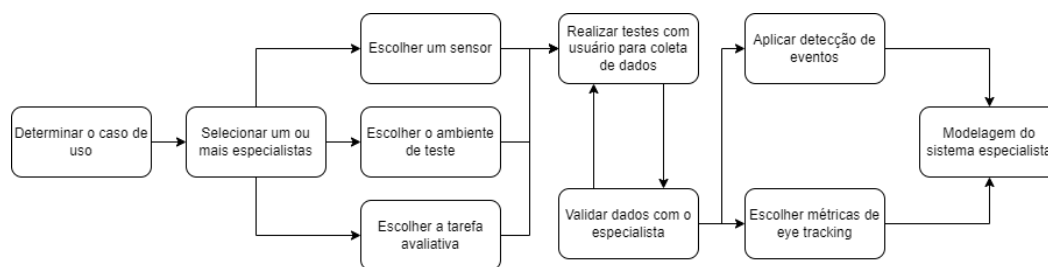 Determinar o caso de
uso
Selecionar um ou
mais especialistas
Escolher um sensor
Escolher o ambiente
de teste
Escolher a tarefa
avaliativa
Realizar testes com
usuário para coleta
de dados
Validar dados com o
especialista
Aplicar detecção de
eventos
Escolher métricas de
eye tracking
Modelagem do
sistema especialista